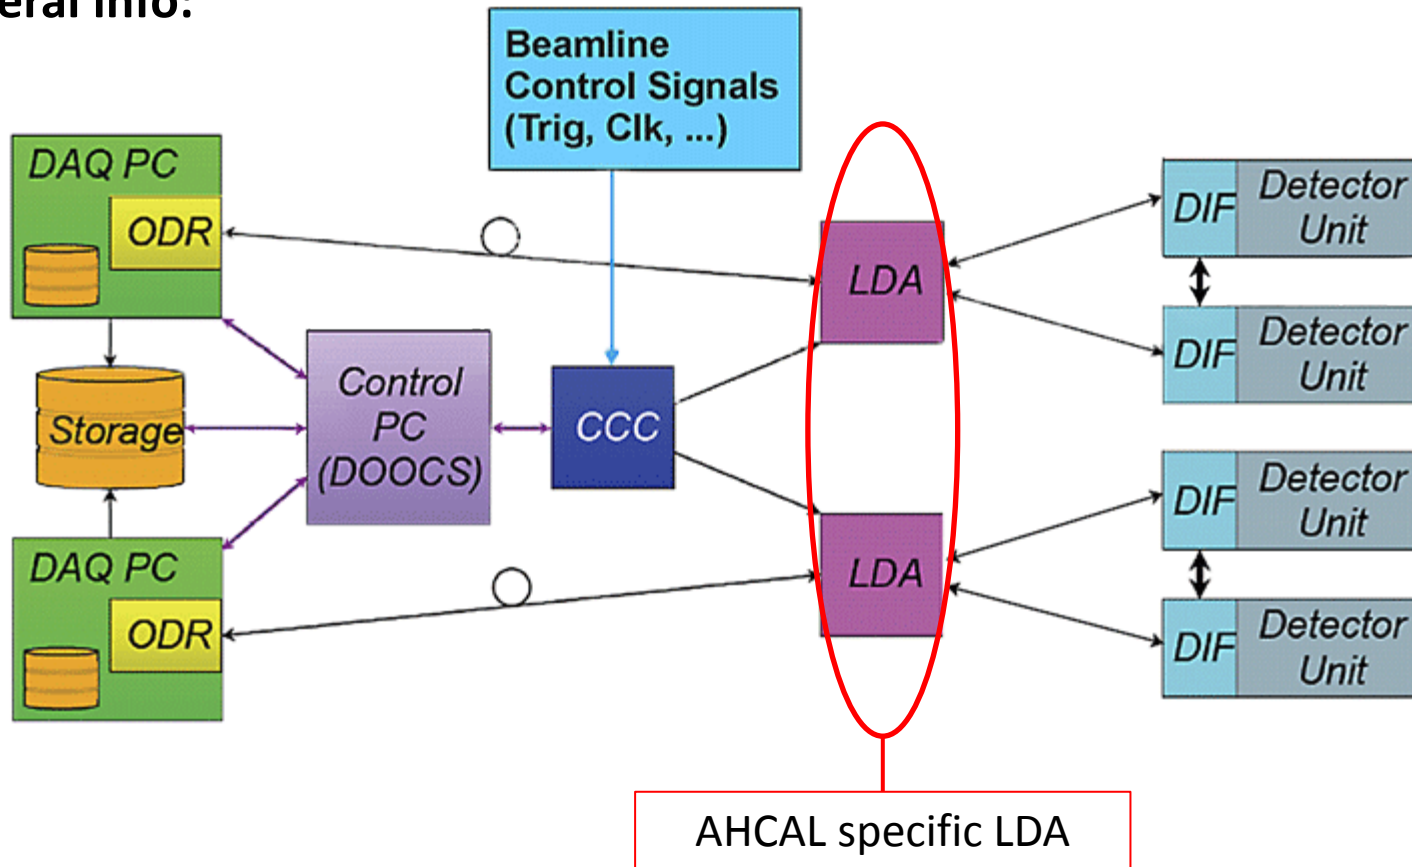 Beamline
Control Signals
(Trig, Clk, ...)
DAQ PC
ODR
LDA
DIF
Detector
Unit
DIF
Detector
Unit
Control
PC
(DOOCS)
CCC
Storage
DAQ PC
ODR
LDA
DIF
Detector
Unit
DIF
Detector
Unit
AHCAL specific LDA